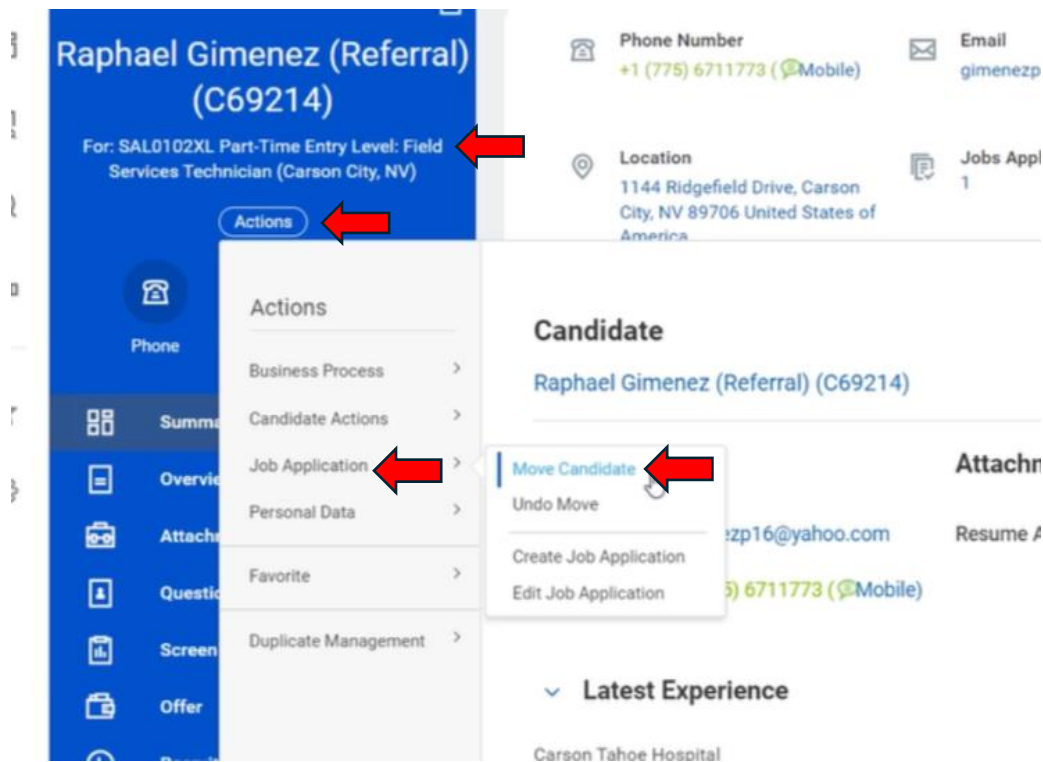 Raphael Gimenez (Referral)
(C69214)
For: SAL0102XL Part-Time Entry Level: Field
Services Technician (Carson City, NV)
Actions
Phone
Summa
Overvie
Attach
Questio
Screen
Offer
Phone Number
+1 (775) 6711773 (Mobile)
Email
gimenezp
Location
1144 Ridgefield Drive, Carson
City, NV 89706 United States of
America
Jobs Appl
1
Actions
Business Process
Candidate Actions
Job Application
Personal Data
Favorite
Duplicate Management
Move Candidate
Undo Move
Create Job Application
Edit Job Application
Candidate
Raphael Gimenez (Referral) (C69214)
Attachm
ezp16@yahoo.com
Resume A
5) 6711773 (Mobile)
Latest Experience
Carson Tahoe Hospital